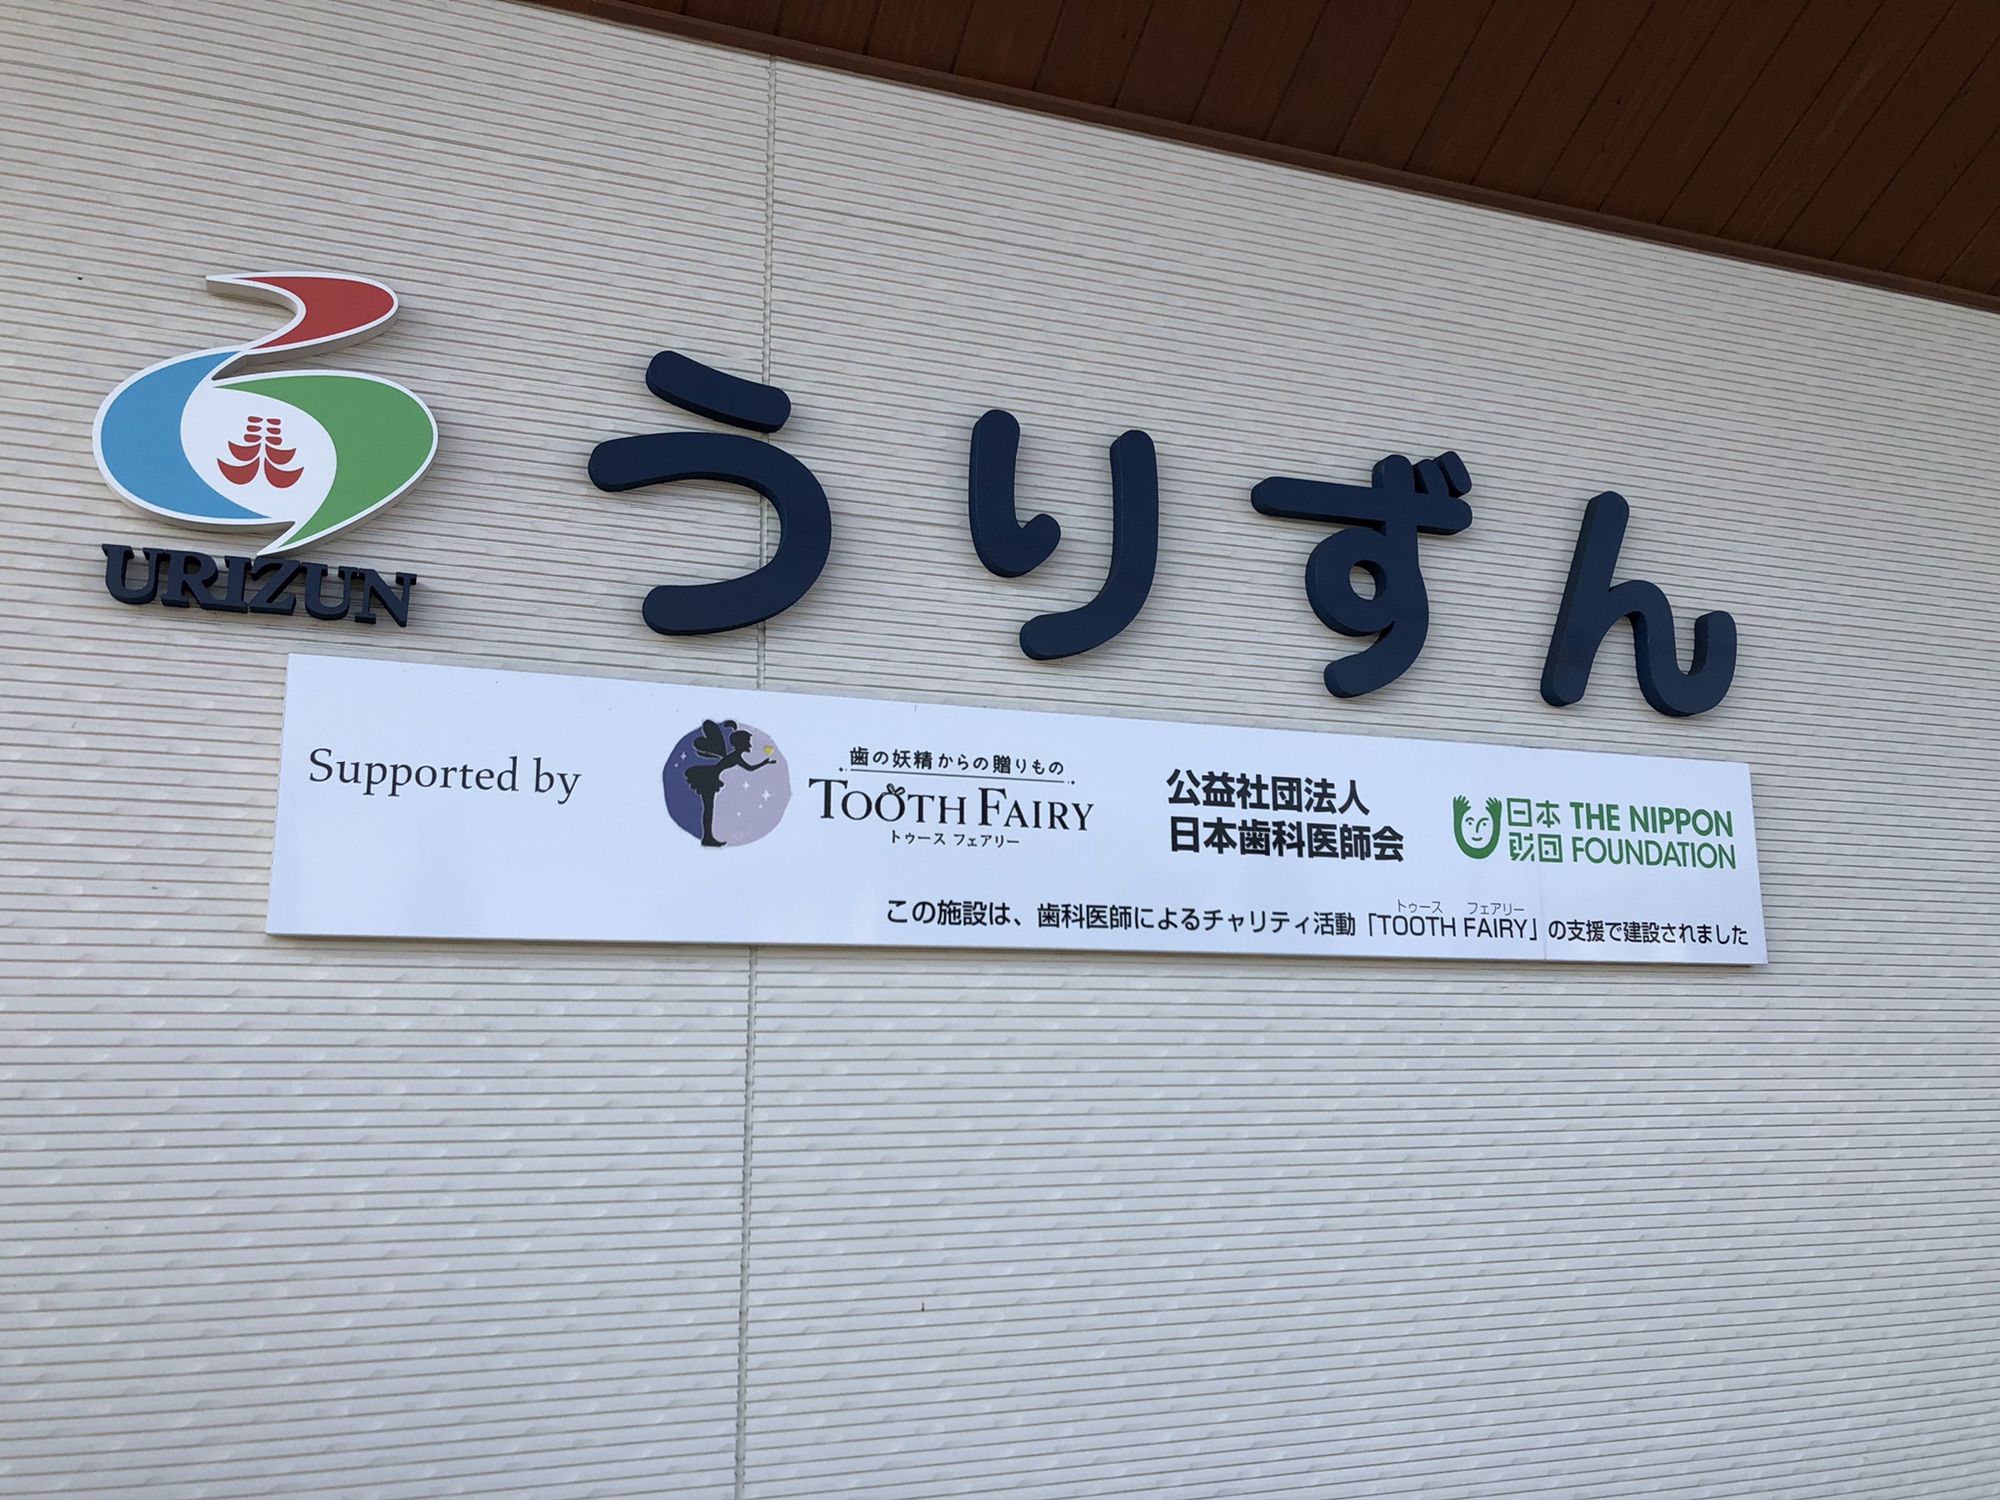 URIZUN
うりずん
Supported by
歯の妖精からの贈りもの
TOOTH FAIRY
トゥース フェアリー
公益社団法人
日本歯科医師会
日本
財団
THE NIPPON
FOUNDATION
トゥース フェアリー
この施設は、歯科医師によるチャリティ活動「TOOTH FAIRY」の支援で建設されました